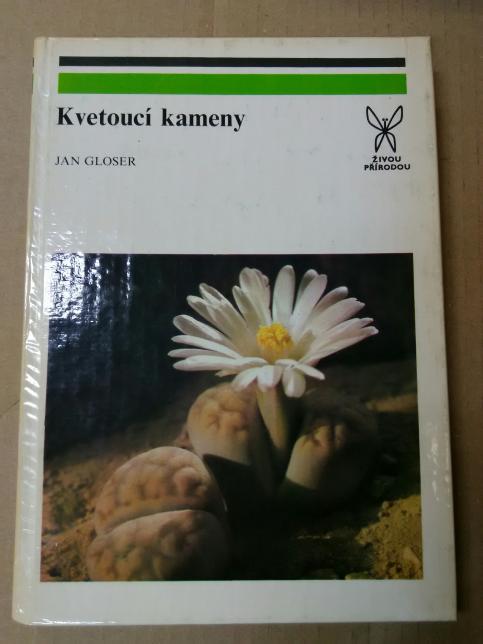 Kvetoucí kameny
JAN GLOSER
ŽIVOU
PŘÍRODOU